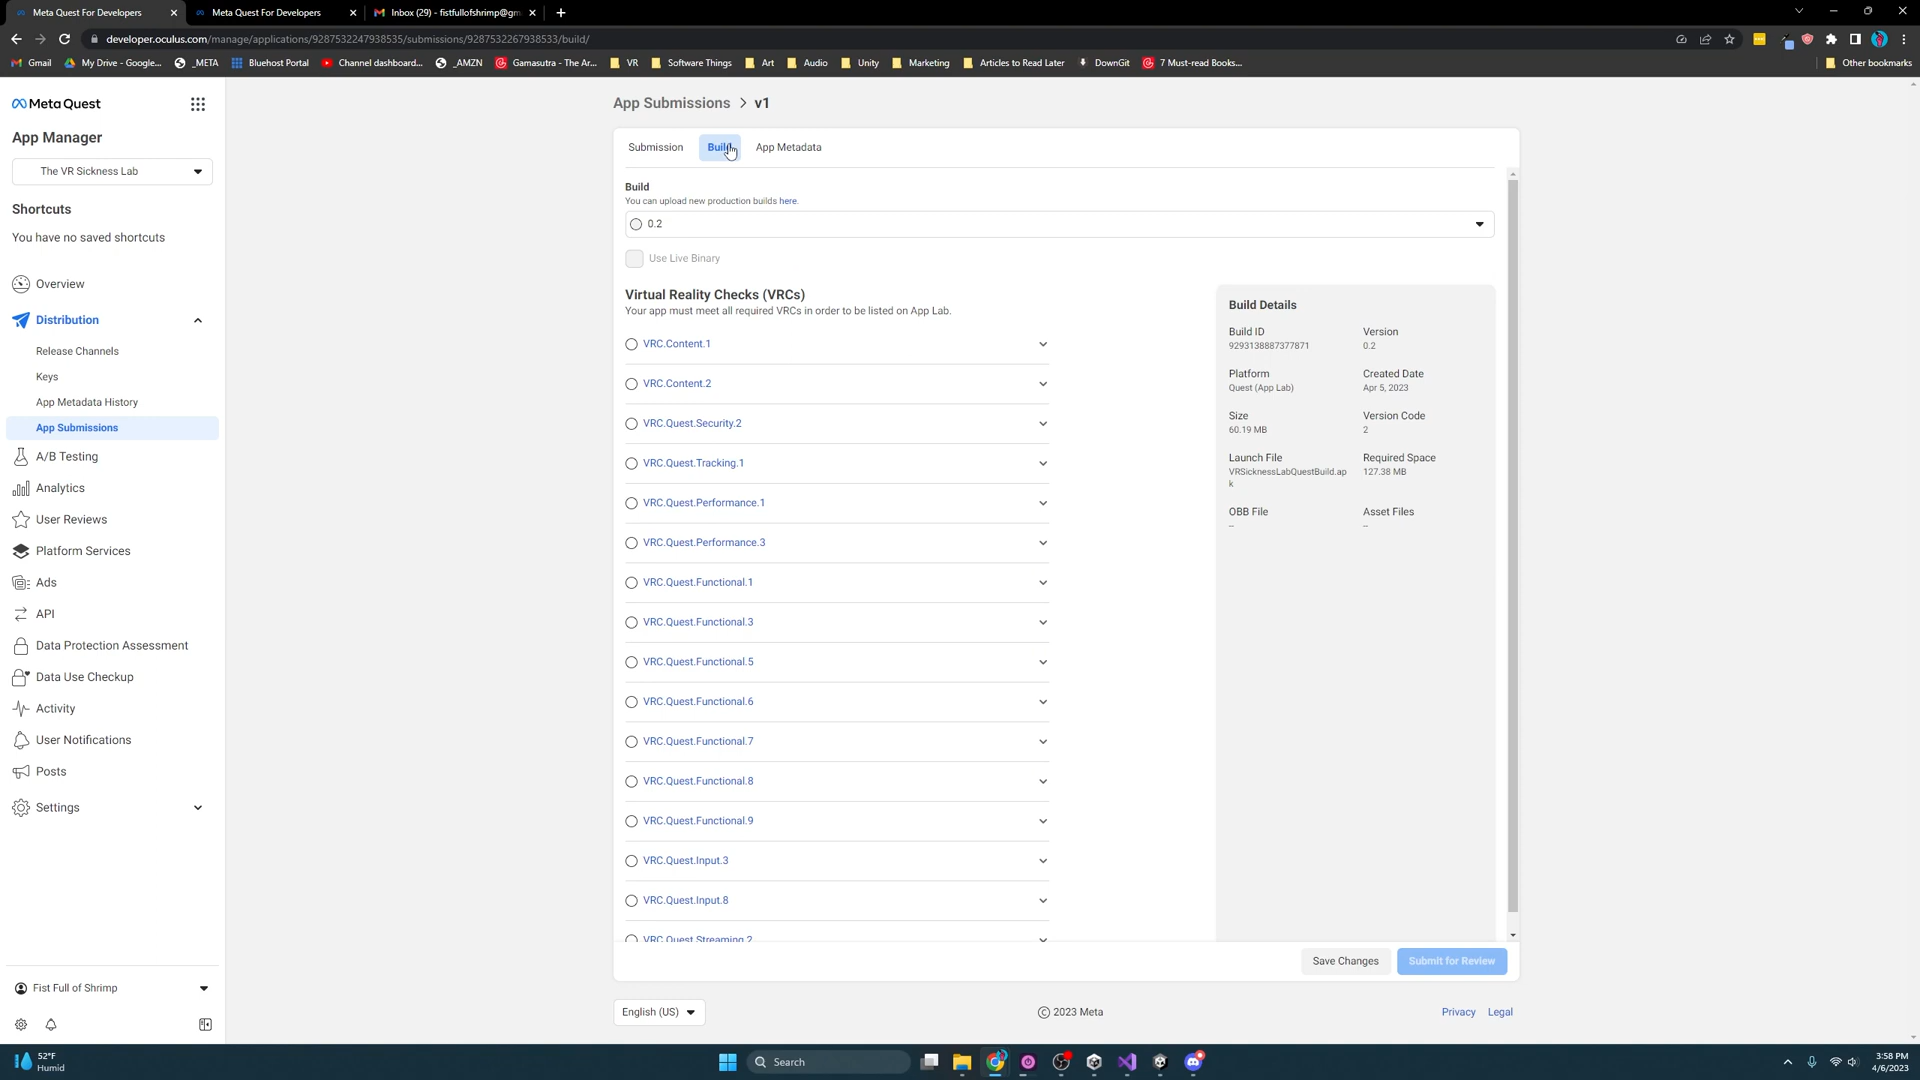 Meta Quest For Developers
Meta Quest For Developers
Inbox (29) - fistfullofshrimp@gm
developer.oculus.com/manage/applications/9287532247938535/submissions/9287532267938533/build/
Gmail
My Drive - Google...
_META
Bluehost Portal
Channel dashboard...
_AMZN
Gamasutra - The Ar...
VR
Software Things
Art
Audio
Unity
Marketing
Articles to Read Later
DownGit
7 Must-read Books...
Other bookmarks
Meta Quest
App Manager
The VR Sickness Lab
Shortcuts
You have no saved shortcuts
Overview
Distribution
Release Channels
Keys
App Metadata History
App Submissions
A/B Testing
Analytics
User Reviews
Platform Services
Ads
API
Data Protection Assessment
Data Use Checkup
Activity
User Notifications
Posts
Settings
Fist Full of Shrimp
App Submissions > v1
Submission
Build
App Metadata
Build
You can upload new production builds here.
0.2
Use Live Binary
Virtual Reality Checks (VRCs)
Your app must meet all required VRCs in order to be listed on App Lab.
VRC.Content.1
VRC.Content.2
VRC.Quest.Security.2
VRC.Quest.Tracking.1
VRC.Quest.Performance.1
VRC.Quest.Performance.3
VRC.Quest.Functional.1
VRC.Quest.Functional.3
VRC.Quest.Functional.5
VRC.Quest.Functional.6
VRC.Quest.Functional.7
VRC.Quest.Functional.8
VRC.Quest.Functional.9
VRC.Quest.Input.3
VRC.Quest.Input.8
VRC.Quest.Streaming.2
Build Details
Build ID
9293138887377871
Version
0.2
Platform
Quest (App Lab)
Created Date
Apr 5, 2023
Size
60.19 MB
Version Code
2
Launch File
VRSicknessLabQuestBuild.ap
k
Required Space
127.38 MB
OBB File
--
Asset Files
--
Save Changes
Submit for Review
English (US)
© 2023 Meta
Privacy
Legal
52°F
Humid
Search
3:58 PM
4/6/2023